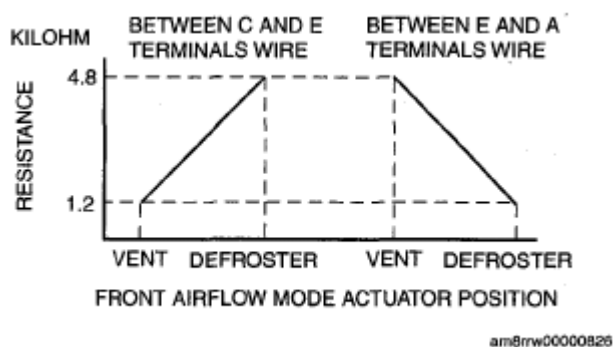 KILOHM
BETWEEN C AND E
TERMINALS WIRE
BETWEEN E AND A
TERMINALS WIRE
4.8
RESISTANCE
1.2
VENT DEFROSTER VENT DEFROSTER
FRONT AIRFLOW MODE ACTUATOR POSITION
am8rrw00000826